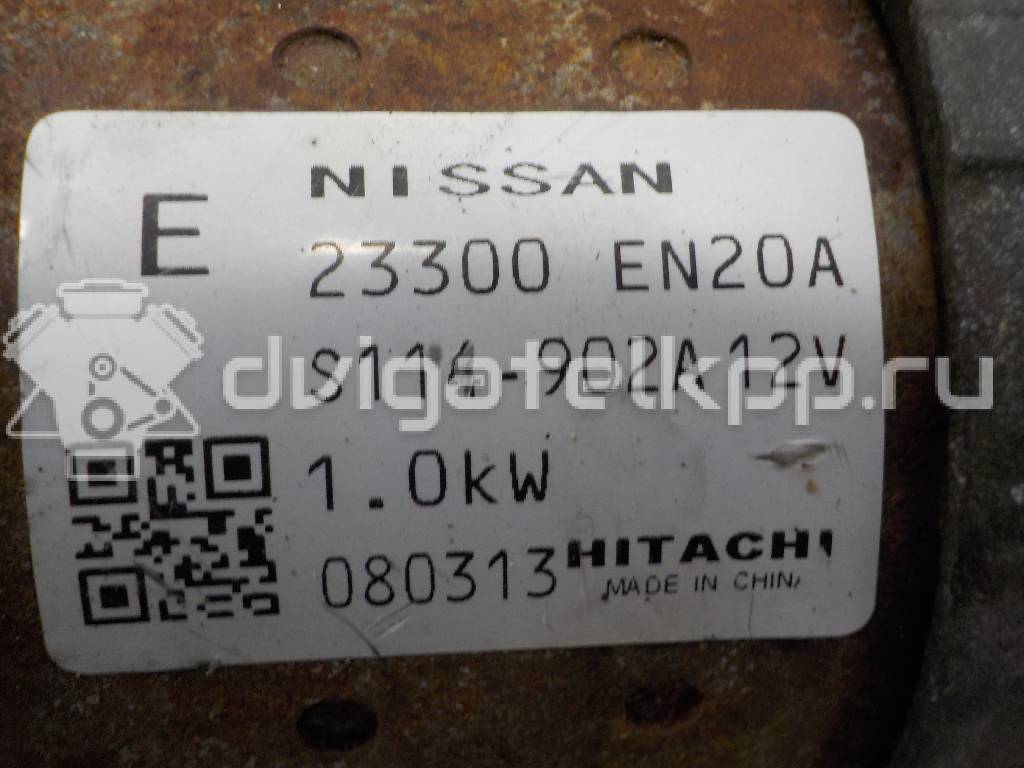 NISSAN
E 23300 EN20A
S114-902A 12V
dvigatelkpp.ru
1.0kW
080313 HITACHI
MADE IN CHINA